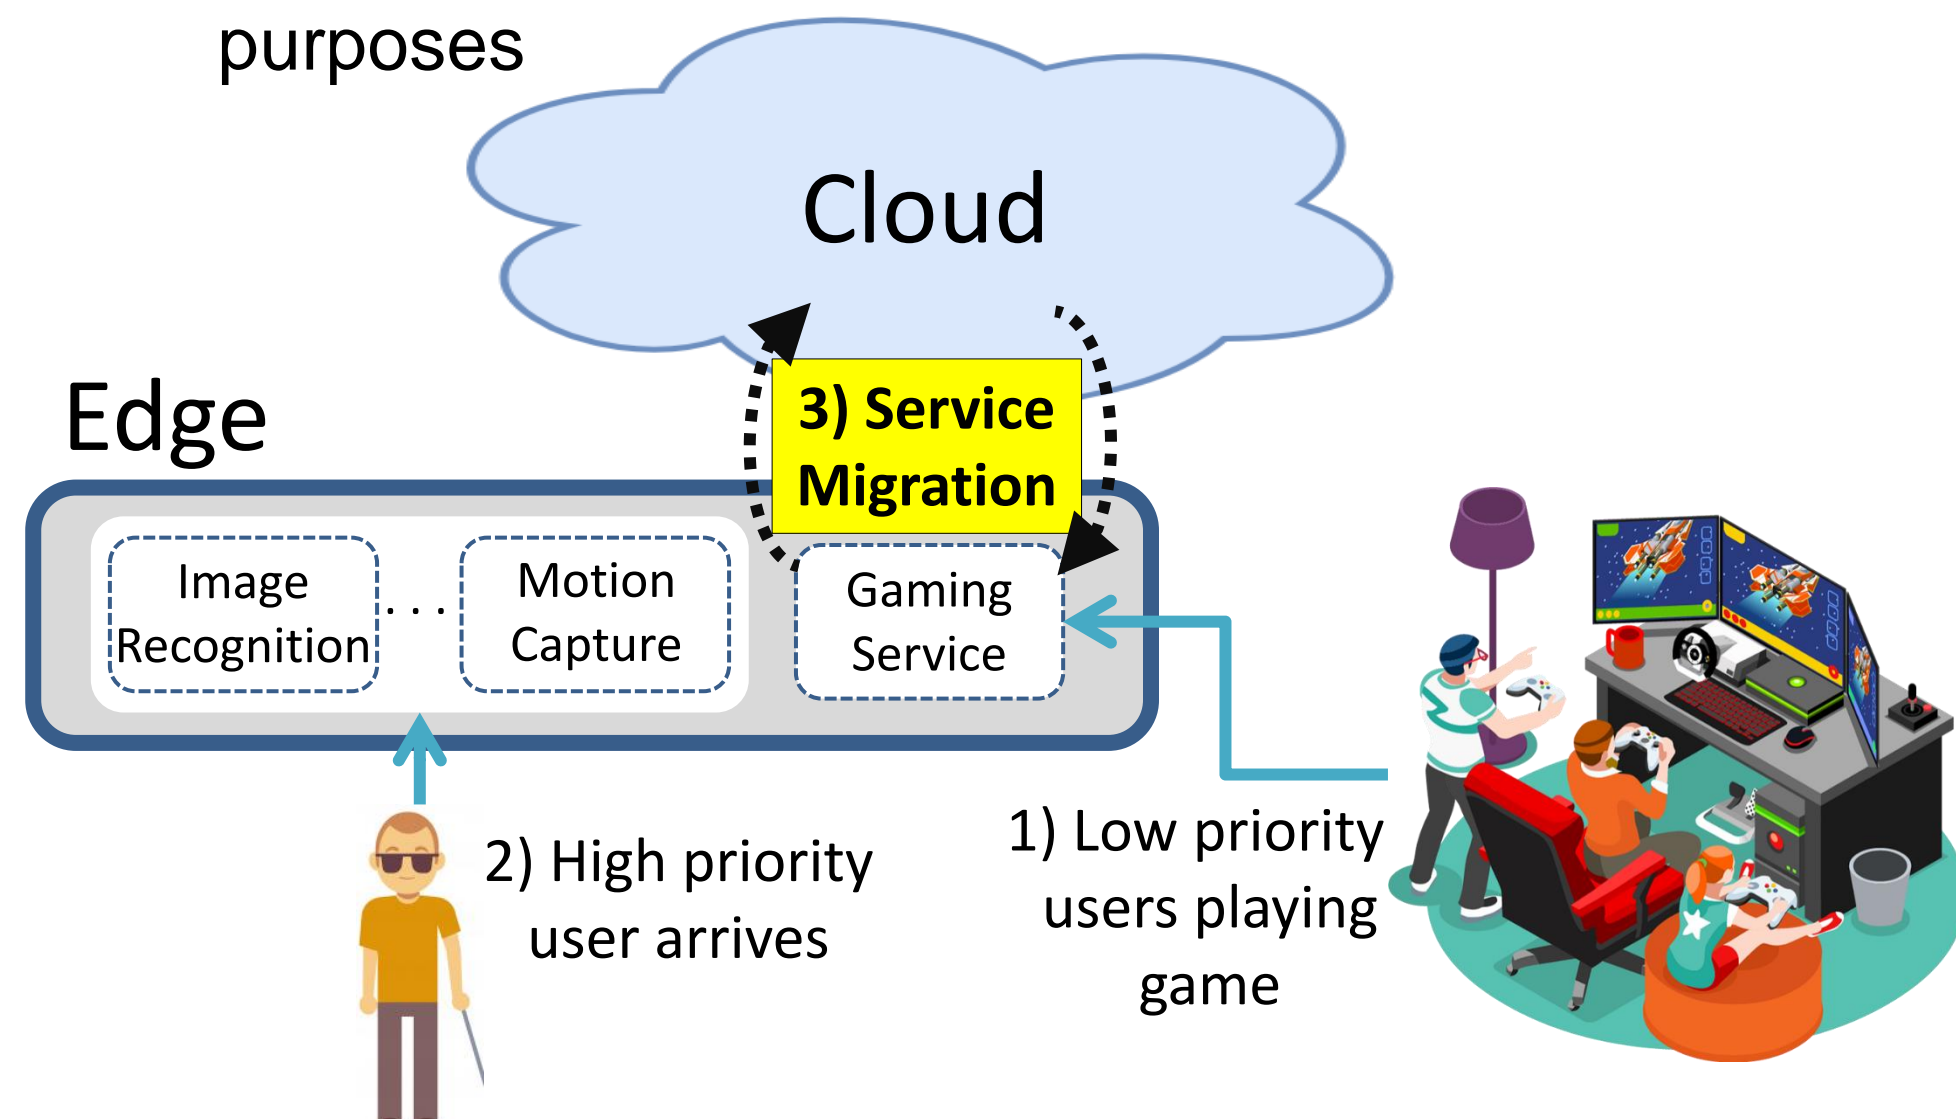 purposes
Cloud
Edge
3) Service
Migration
Image
Recognition
. . .
Motion
Capture
Gaming
Service
2) High priority
user arrives
1) Low priority
users playing
game